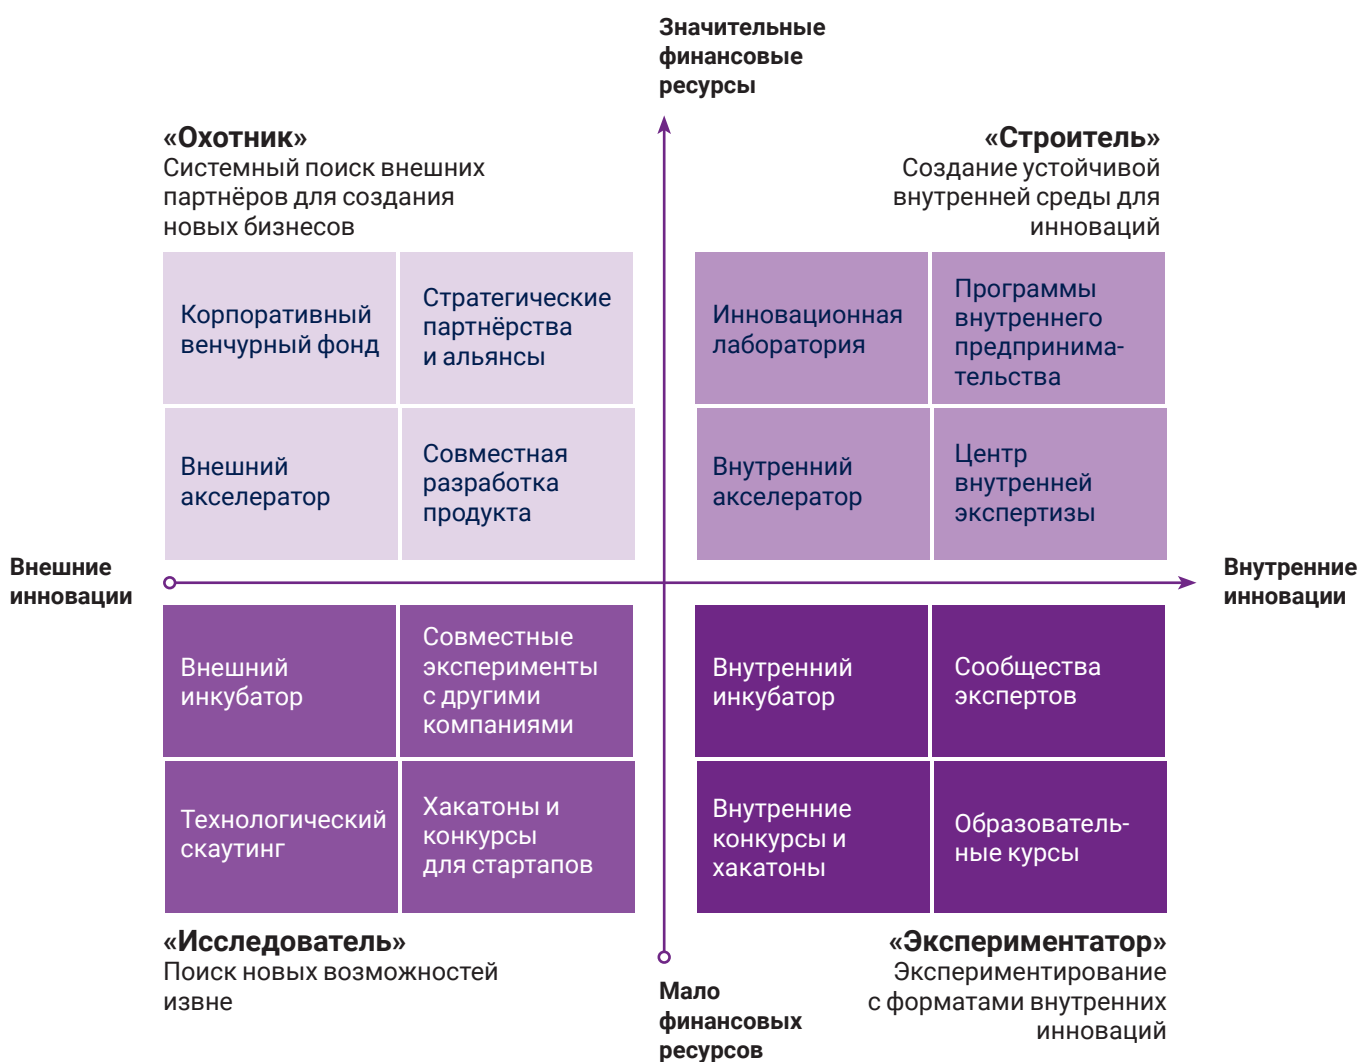 Значительные
финансовые
ресурсы
«Охотник»
Системный поиск внешних
партнёров для создания
новых бизнесов
«Строитель»
Создание устойчивой
внутренней среды для
инноваций
Корпоративный
венчурный фонд
Стратегические
партнёрства
и альянсы
Инновационная
лаборатория
Программы
внутреннего
предпринима-
тельства
Внешний
акселератор
Совместная
разработка
продукта
Внутренний
акселератор
Центр
внутренней
экспертизы
Внешние
инновации
Внутренние
инновации
Внешний
инкубатор
Совместные
эксперименты
с другими
компаниями
Внутренний
инкубатор
Сообщества
экспертов
Технологический
скаутинг
Хакатоны и
конкурсы
для стартапов
Внутренние
конкурсы и
хакатоны
Образователь-
ные курсы
«Исследователь»
Поиск новых возможностей
извне
Мало
финансовых
ресурсов
«Экспериментатор»
Экспериментирование
с форматами внутренних
инноваций